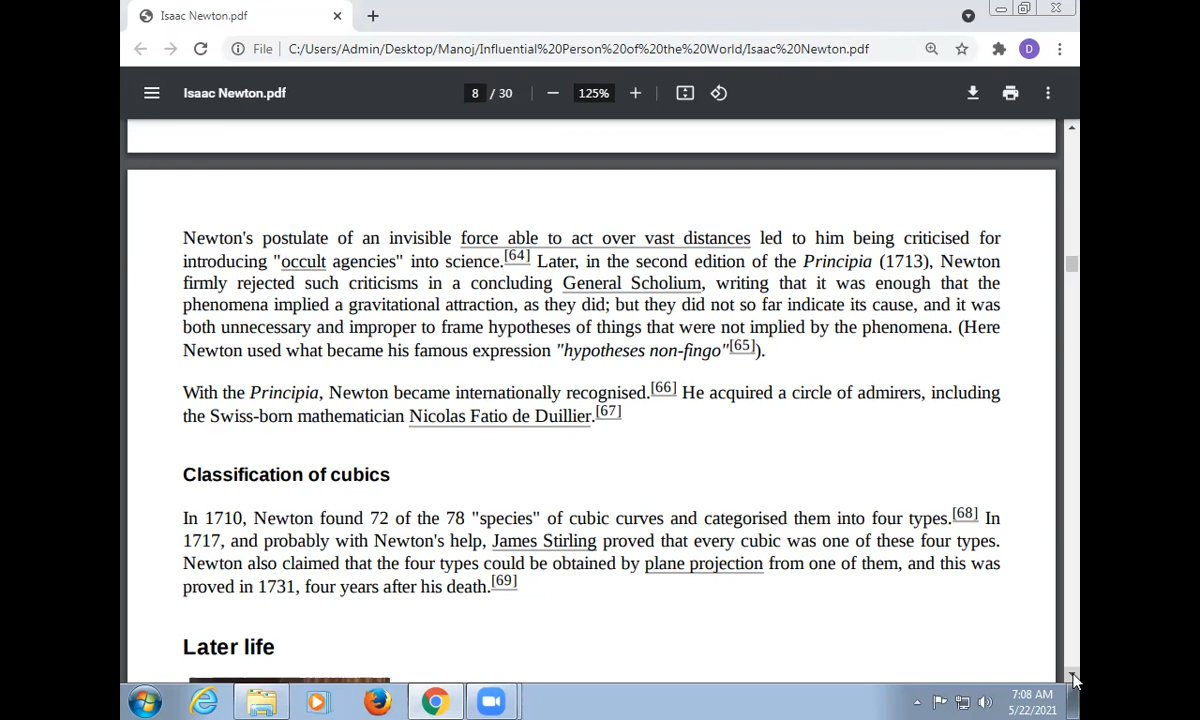 Isaac Newton.pdf
File C:/Users/Admin/Desktop/Manoj/Influential%20Person%20of%20the%20World/Isaac%20Newton.pdf D
Isaac Newton.pdf 8 / 30 125%
Newton's postulate of an invisible force able to act over vast distances led to him being criticised for
introducing "occult agencies" into science.[64] Later, in the second edition of the Principia (1713), Newton
firmly rejected such criticisms in a concluding General Scholium, writing that it was enough that the
phenomena implied a gravitational attraction, as they did; but they did not so far indicate its cause, and it was
both unnecessary and improper to frame hypotheses of things that were not implied by the phenomena. (Here
Newton used what became his famous expression "hypotheses non-fingo"[65]).
With the Principia, Newton became internationally recognised.[66] He acquired a circle of admirers, including
the Swiss-born mathematician Nicolas Fatio de Duillier.[67]
Classification of cubics
In 1710, Newton found 72 of the 78 "species" of cubic curves and categorised them into four types.[68] In
1717, and probably with Newton's help, James Stirling proved that every cubic was one of these four types.
Newton also claimed that the four types could be obtained by plane projection from one of them, and this was
proved in 1731, four years after his death.[69]
Later life
7:08 AM
5/22/2021